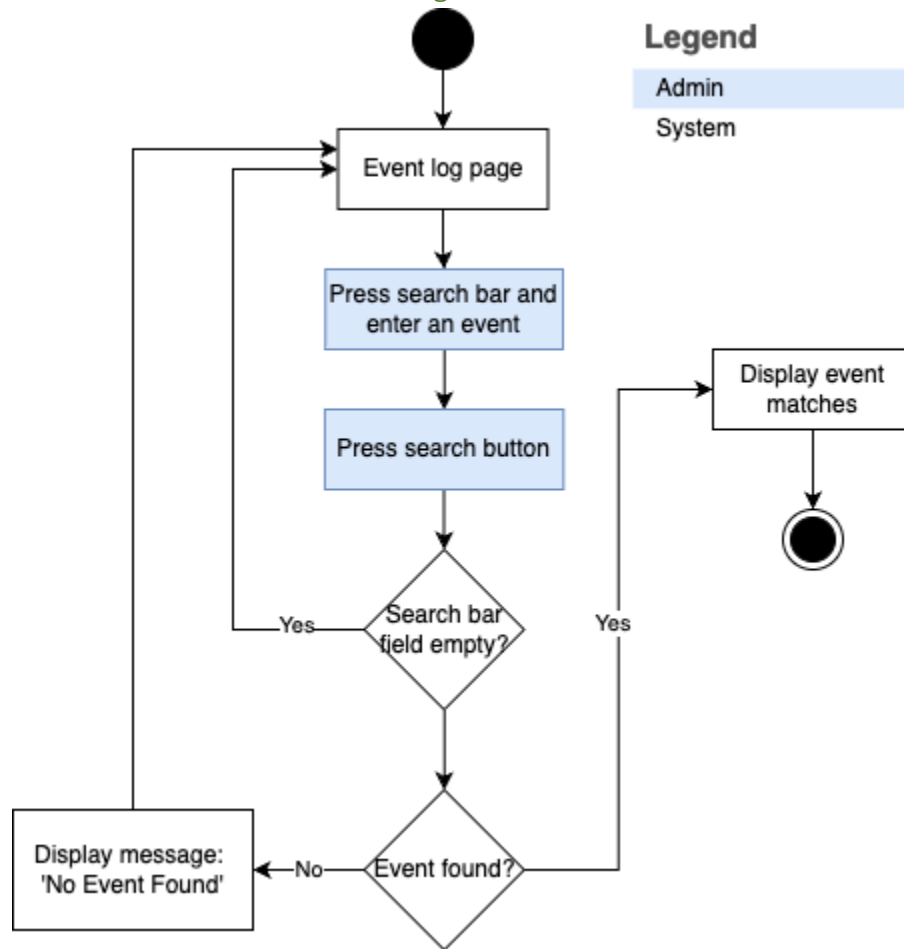 Legend
Admin
System
Event log page
Press search bar and
enter an event
Press search button
Display event
matches
Search bar
field empty?
Yes
Yes
Event found?
No
Display message:
'No Event Found'